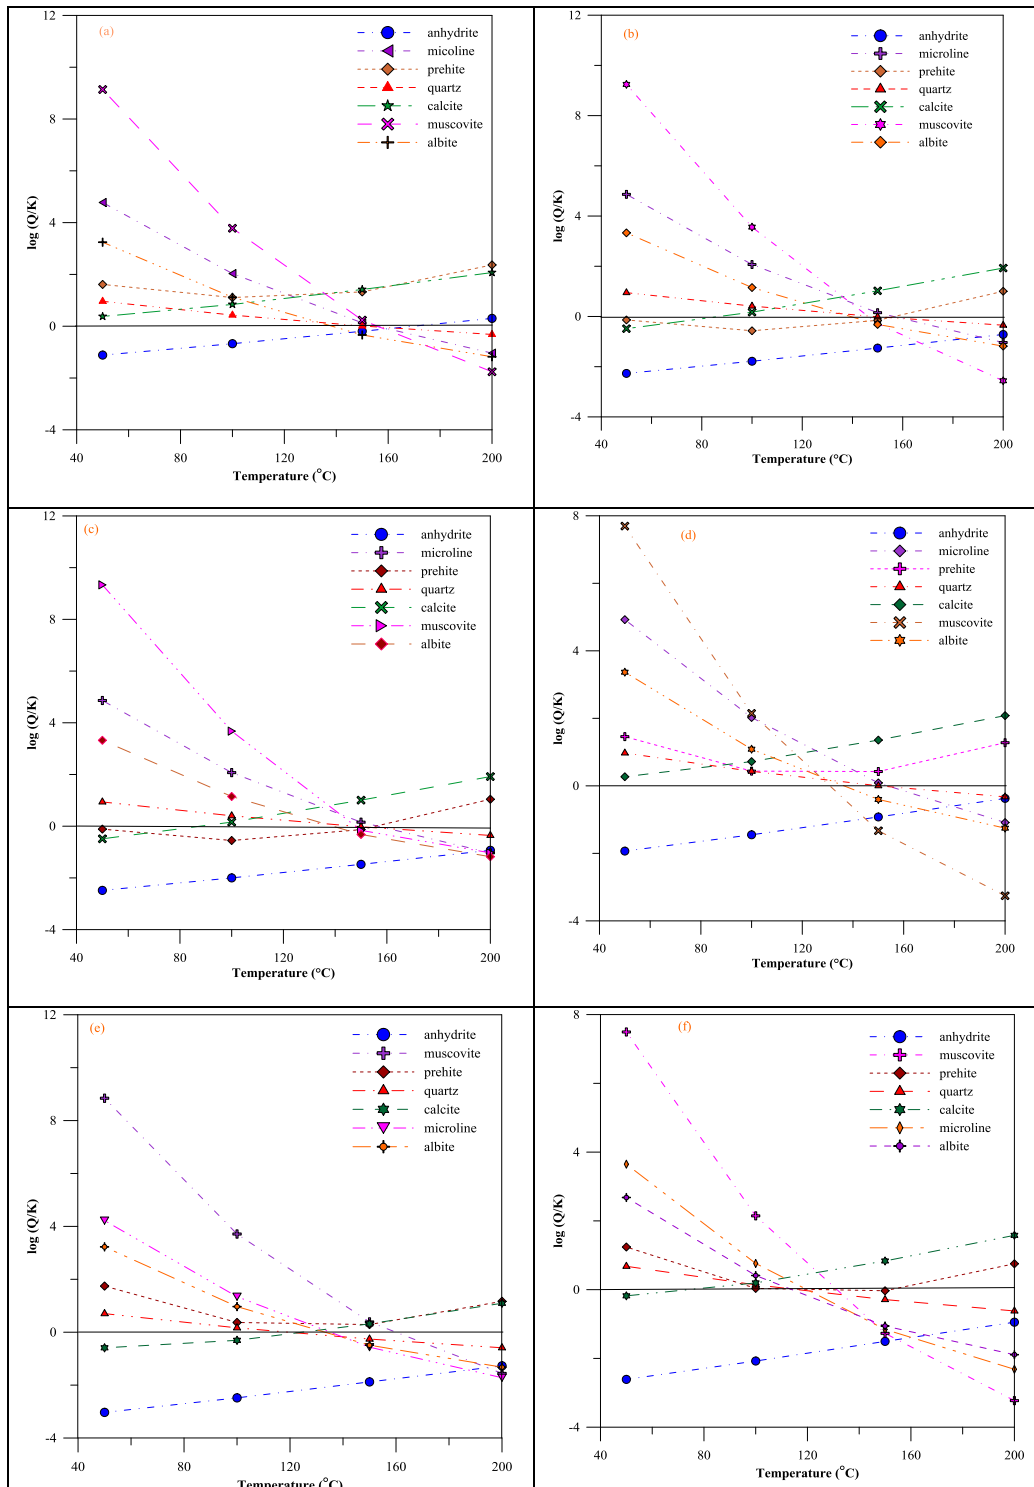 (a)
12
8
4
0
-4
log (Q/K)
anhydrite
micoline
prehite
quartz
calcite
muscovite
albite
40
80
120
160
200
Temperature (°C)
(b)
12
8
4
0
-4
log (Q/K)
anhydrite
microline
prehite
quartz
calcite
muscovite
albite
40
80
120
160
200
Temperature (°C)
(c)
12
8
4
0
-4
log (Q/K)
anhydrite
microline
prehite
quartz
calcite
muscovite
albite
40
80
120
160
200
Temperature (°C)
(d)
8
4
0
-4
log (Q/K)
anhydrite
microline
prehite
quartz
calcite
muscovite
albite
40
80
120
160
200
Temperature (°C)
(e)
12
8
4
0
-4
log (Q/K)
anhydrite
muscovite
prehite
quartz
calcite
microline
albite
40
80
120
160
200
Temperature (°C)
(f)
8
4
0
-4
log (Q/K)
anhydrite
muscovite
prehite
quartz
calcite
microline
albite
40
80
120
160
200
Temperature (°C)